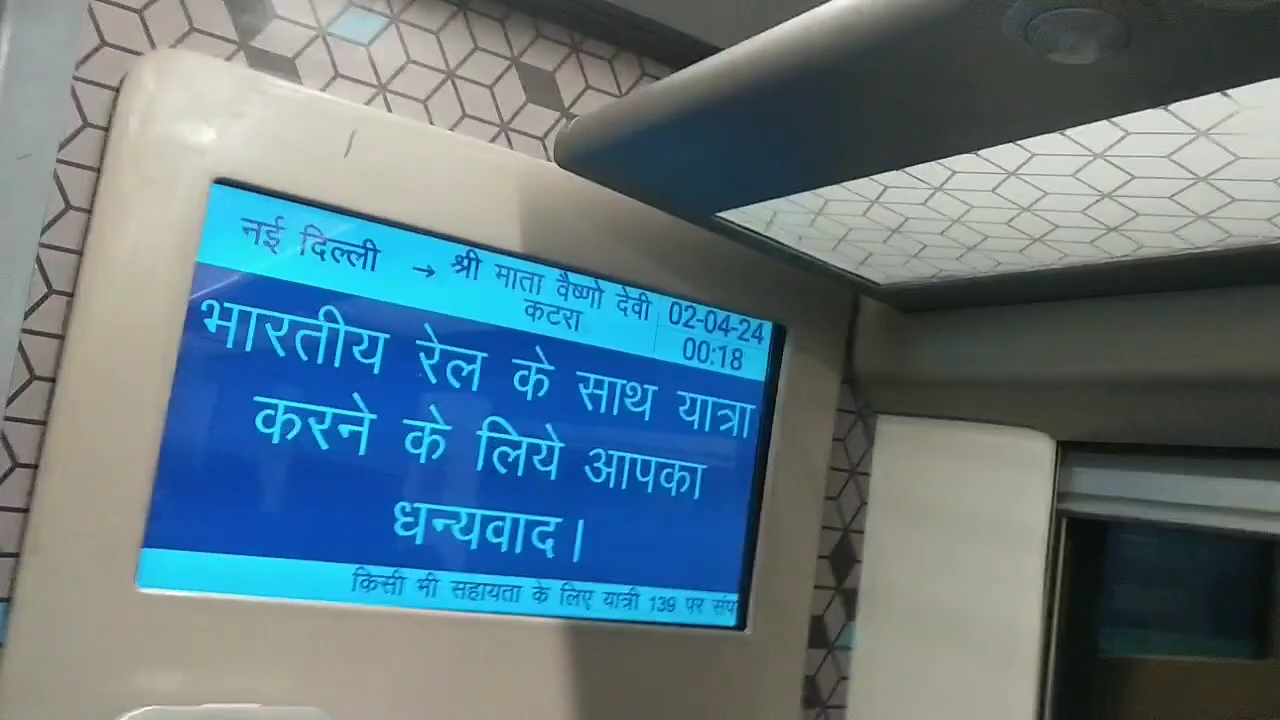 नई दिल्ली → श्री माता वैष्णो देवी कटरा
02-04-24
00:18
भारतीय रेल के साथ यात्रा
करने के लिये आपका
धन्यवाद।
किसी भी सहायता के लिए यात्री 139 पर